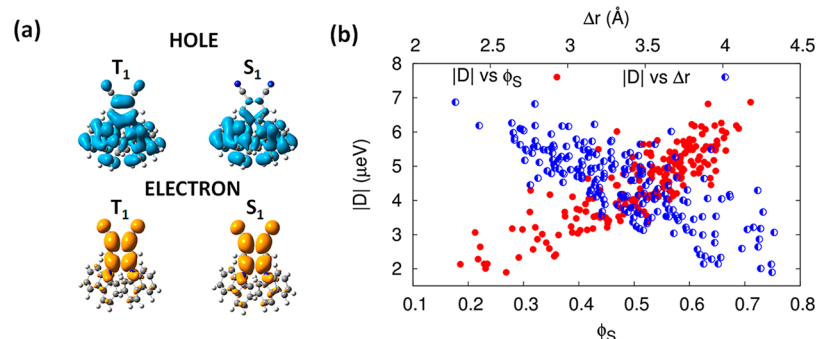 (a)
HOLE
T₁ S₁
ELECTRON
T₁ S₁
(b)
Δr (Å)
2 2.5 3 3.5 4 4.5
|D| vs ϕS |D| vs Δr
|D| (μeV)
8
7
6
5
4
3
2
0.1 0.2 0.3 0.4 0.5 0.6 0.7 0.8
ϕS